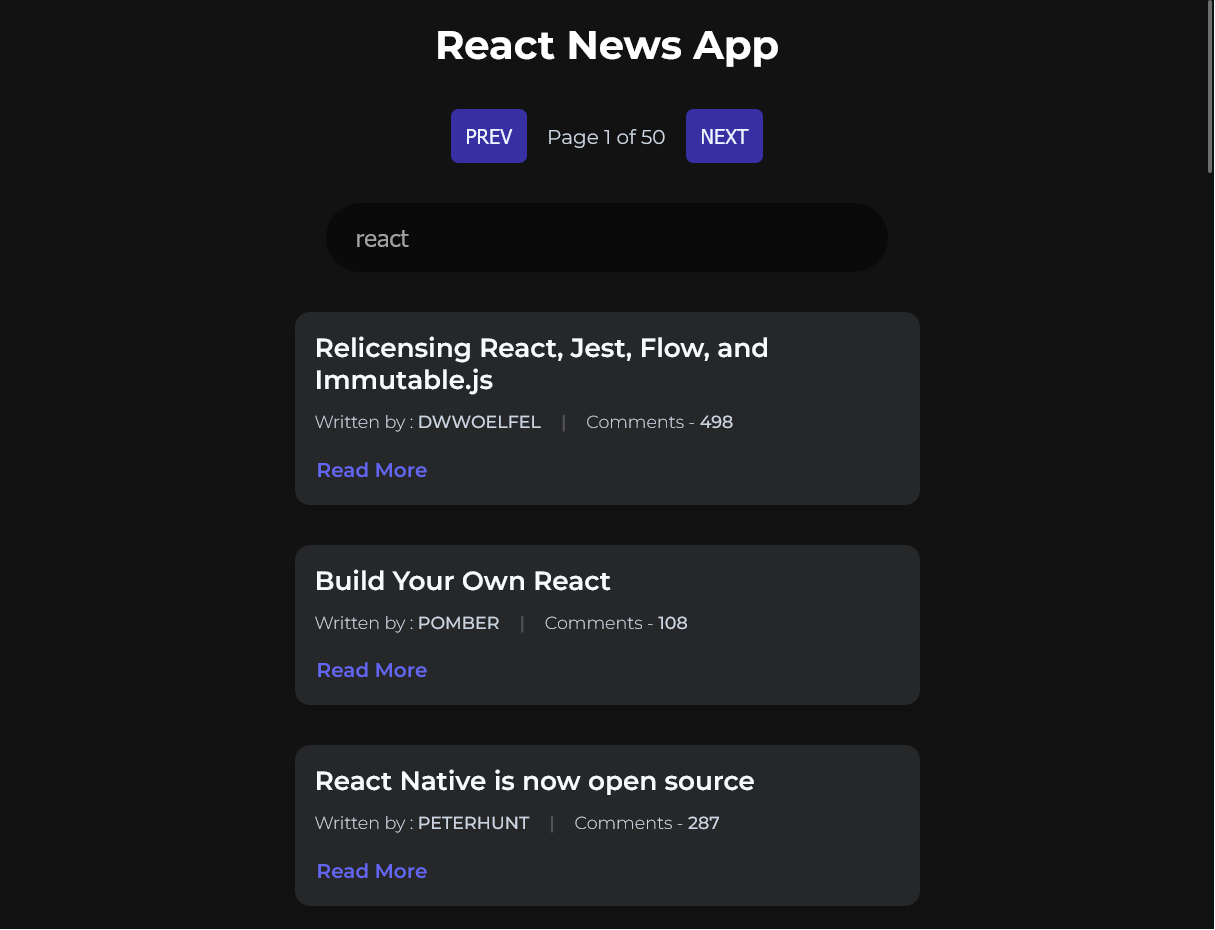 React News App
PREV Page 1 of 50 NEXT
react
Relicensing React, Jest, Flow, and
Immutable.js
Written by : DWWOELFEL | Comments - 498
Read More
Build Your Own React
Written by : POMBER | Comments - 108
Read More
React Native is now open source
Written by : PETERHUNT | Comments - 287
Read More